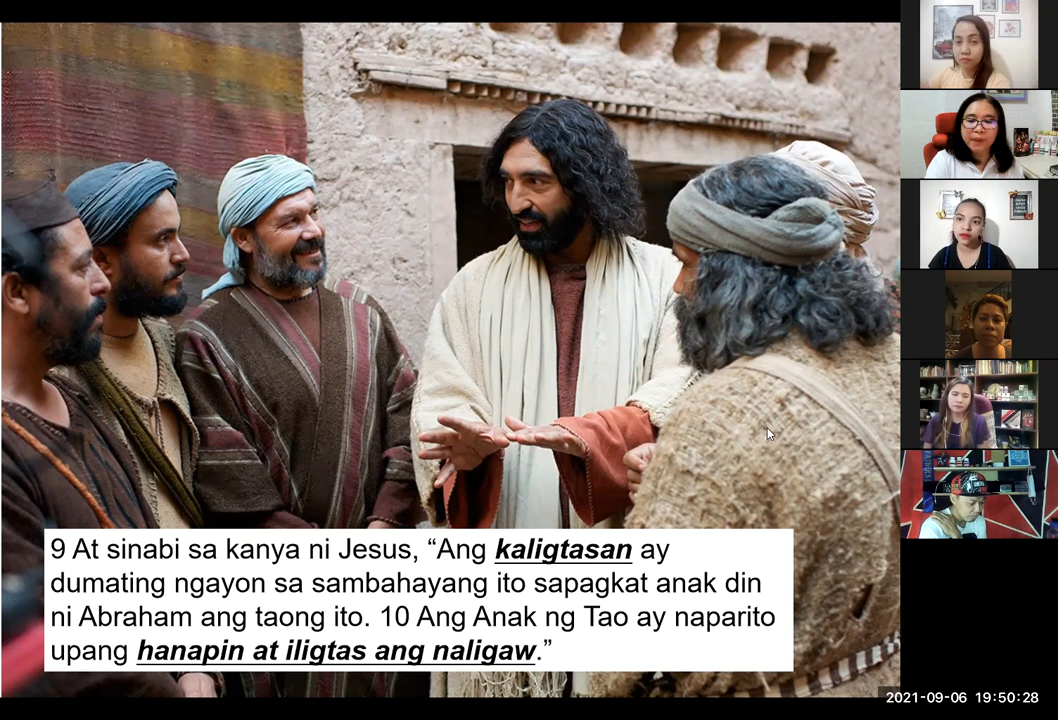 9 At sinabi sa kanya ni Jesus, “Ang kaligtasan ay
dumating ngayon sa sambahayang ito sapagkat anak din
ni Abraham ang taong ito. 10 Ang Anak ng Tao ay naparito
upang hanapin at iligtas ang naligaw.”
2021-09-06 19:50:28